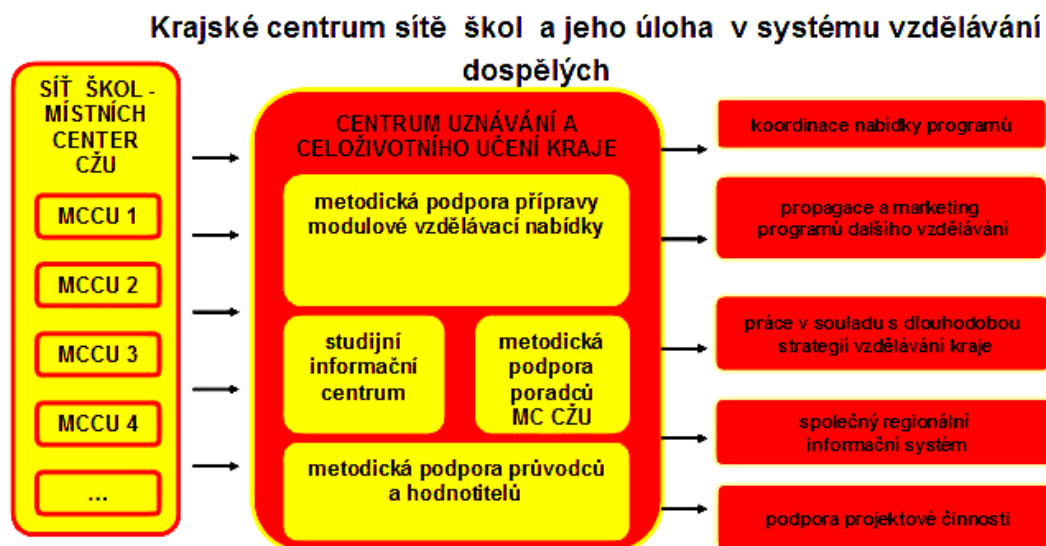 Krajské centrum sítě škol a jeho úloha v systému vzdělávání
dospělých
SÍŤ ŠKOL -
MÍSTNÍCH
CENTER
CŽU
MCCU 1
MCCU 2
MCCU 3
MCCU 4
...
CENTRUM UZNÁVÁNÍ A
CELOŽIVOTNÍHO UČENÍ KRAJE
metodická podpora přípravy
modulové vzdělávací nabídky
studijní
informační
centrum
metodická
podpora
poradců
MC CŽU
metodická podpora průvodců
a hodnotitelů
koordinace nabídky programů
propagace a marketing
programů dalšího vzdělávání
práce v souladu s dlouhodobou
strategií vzdělávání kraje
společný regionální
informační systém
podpora projektové činnosti